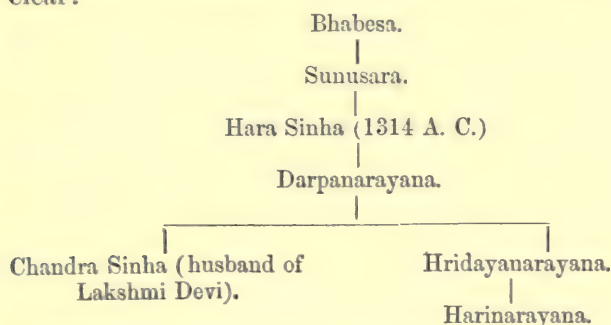 clear:
Bhabesa.
Sunusara.
Hara Sinha (1314 A. C.)
Darpanarayana.
Chandra Sinha (husband of
Lakshmi Devi).
Hridayanarayana.
Harinarayana.